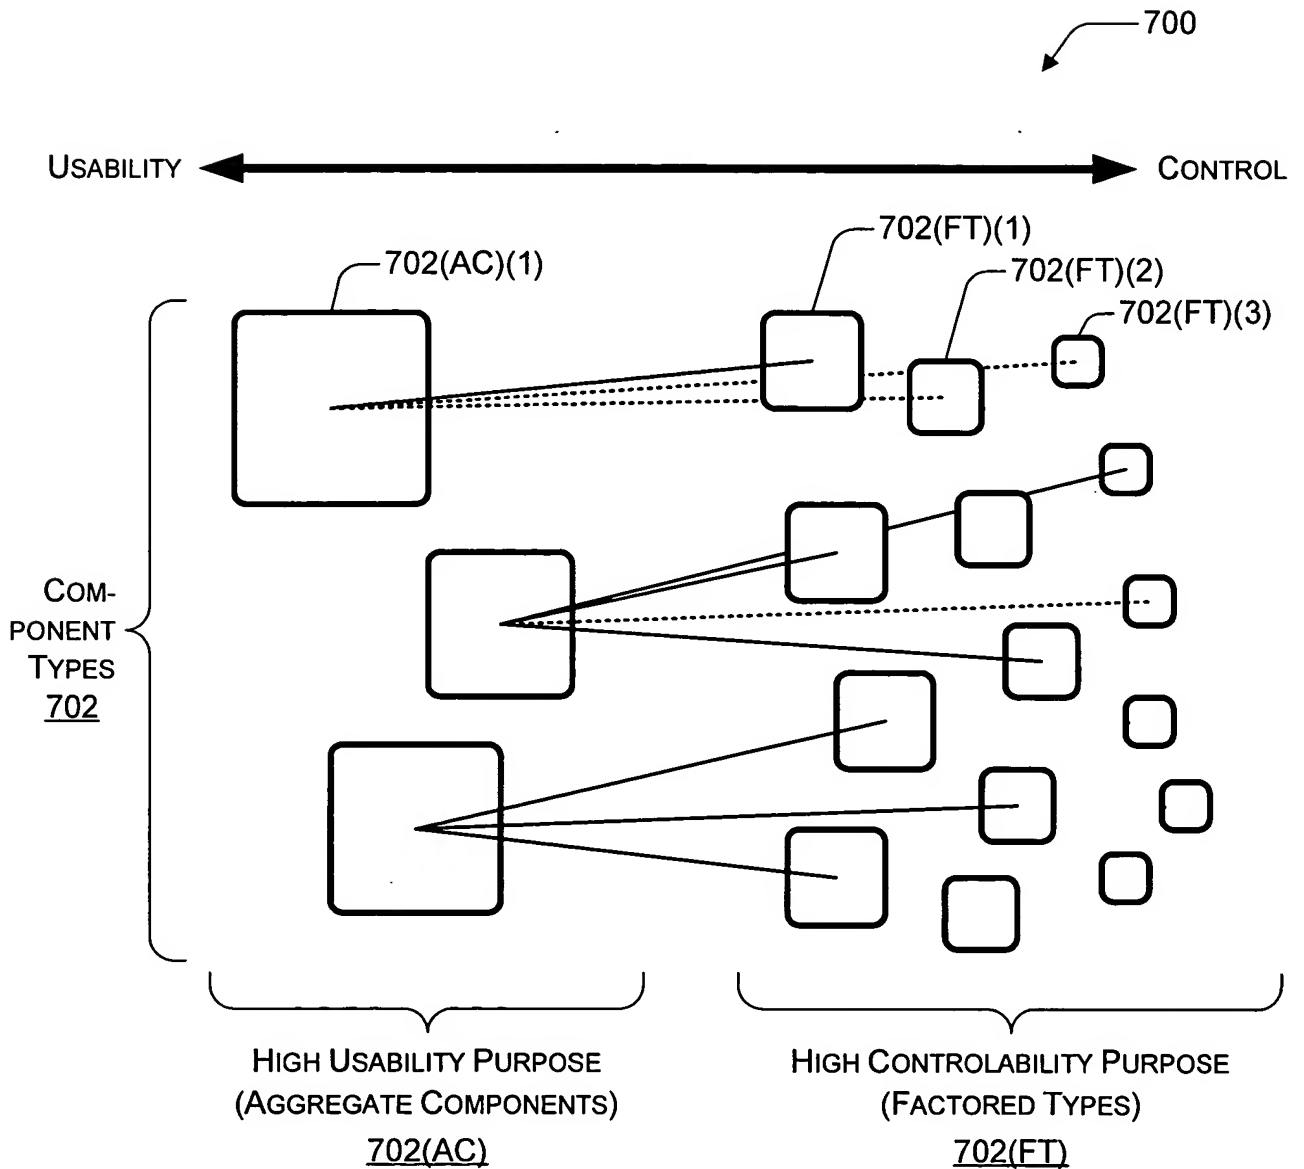 700
USABILITY
CONTROL
702(AC)(1)
702(FT)(1)
702(FT)(2)
702(FT)(3)
COM-
PONENT
TYPES
702
HIGH USABILITY PURPOSE
(AGGREGATE COMPONENTS)
702(AC)
HIGH CONTROLABILITY PURPOSE
(FACTORED TYPES)
702(FT)